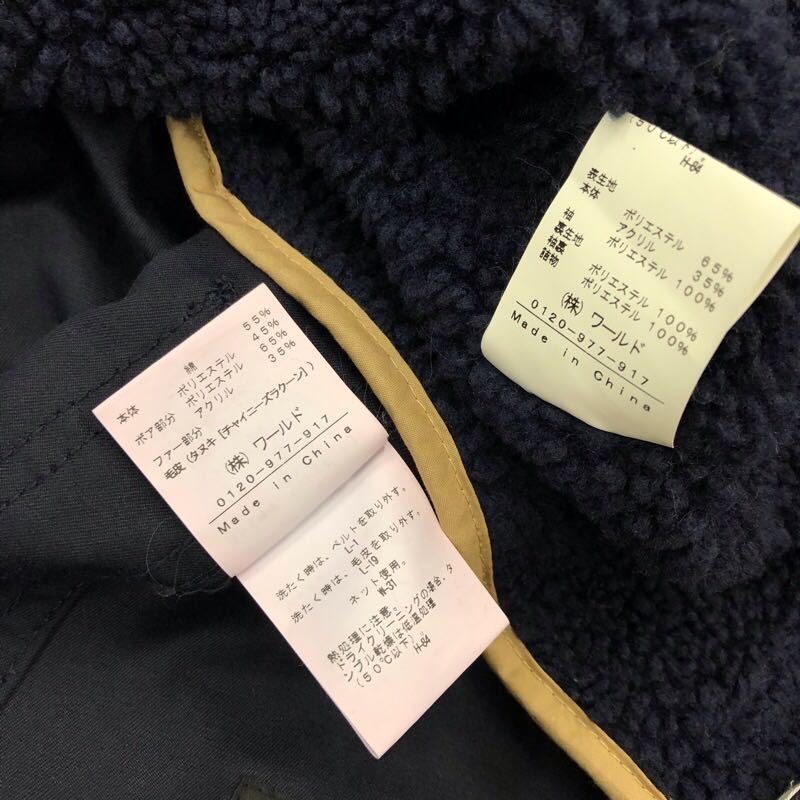 本体　綿　55%
ポリエステル　45%
ボア部分　ポリエステル　65%
アクリル　35%
ファー部分
毛皮(タヌキ[チャイニーズラクーン])
(株)ワールド
0120-977-917
Made in China
洗たく時は、ベルトを取り外す。
L-1
洗たく時は、毛皮を取り外す。
L-19
ネット使用。
N-31
熱処理に注意。
ドライクリーニングの場合、タ
ンブル乾燥は低温処理
(50℃以下)。
H-84
(50℃以下)。
H-84
表生地
本体　ポリエステル　65%
アクリル　35%
袖　ポリエステル　100%
裏生地
袖裏　ポリエステル　100%
詰物　ポリエステル　100%
(株)ワールド
0120-977-917
Made in China